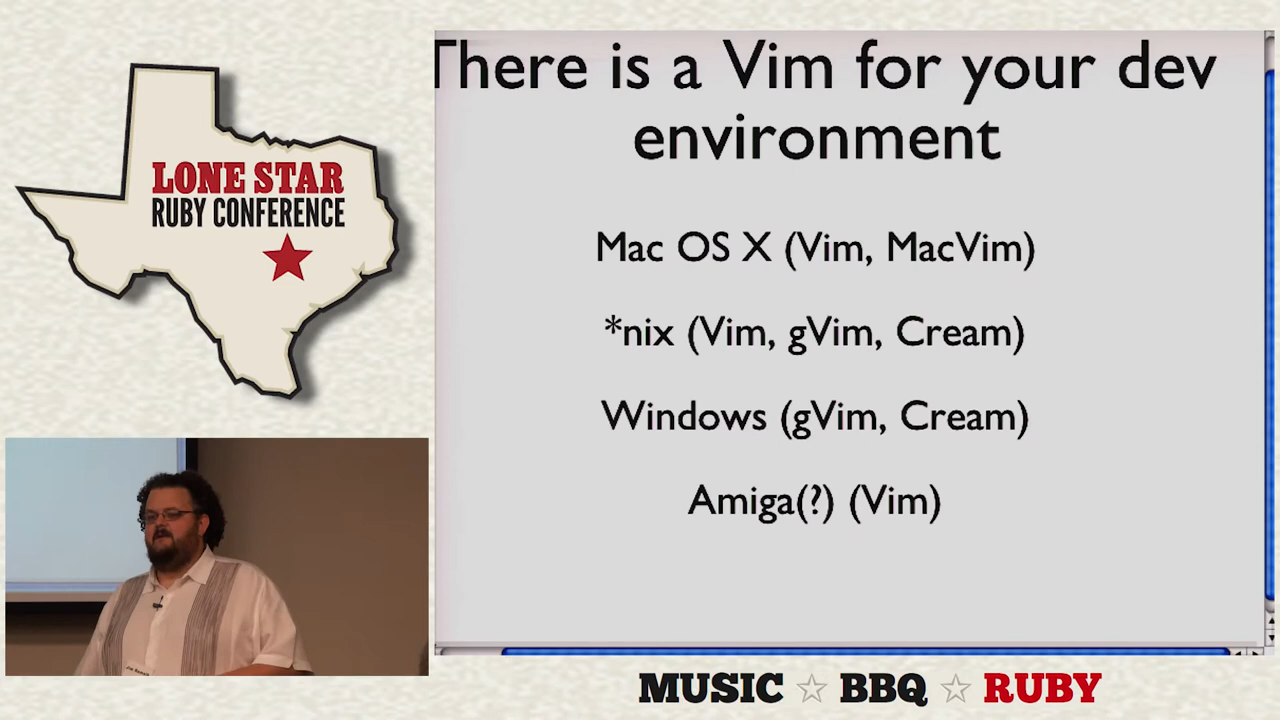 LONE STAR
RUBY CONFERENCE
There is a Vim for your dev
environment
Mac OS X (Vim, MacVim)
*nix (Vim, gVim, Cream)
Windows (gVim, Cream)
Amiga(?) (Vim)
MUSIC ☆ BBQ ☆ RUBY